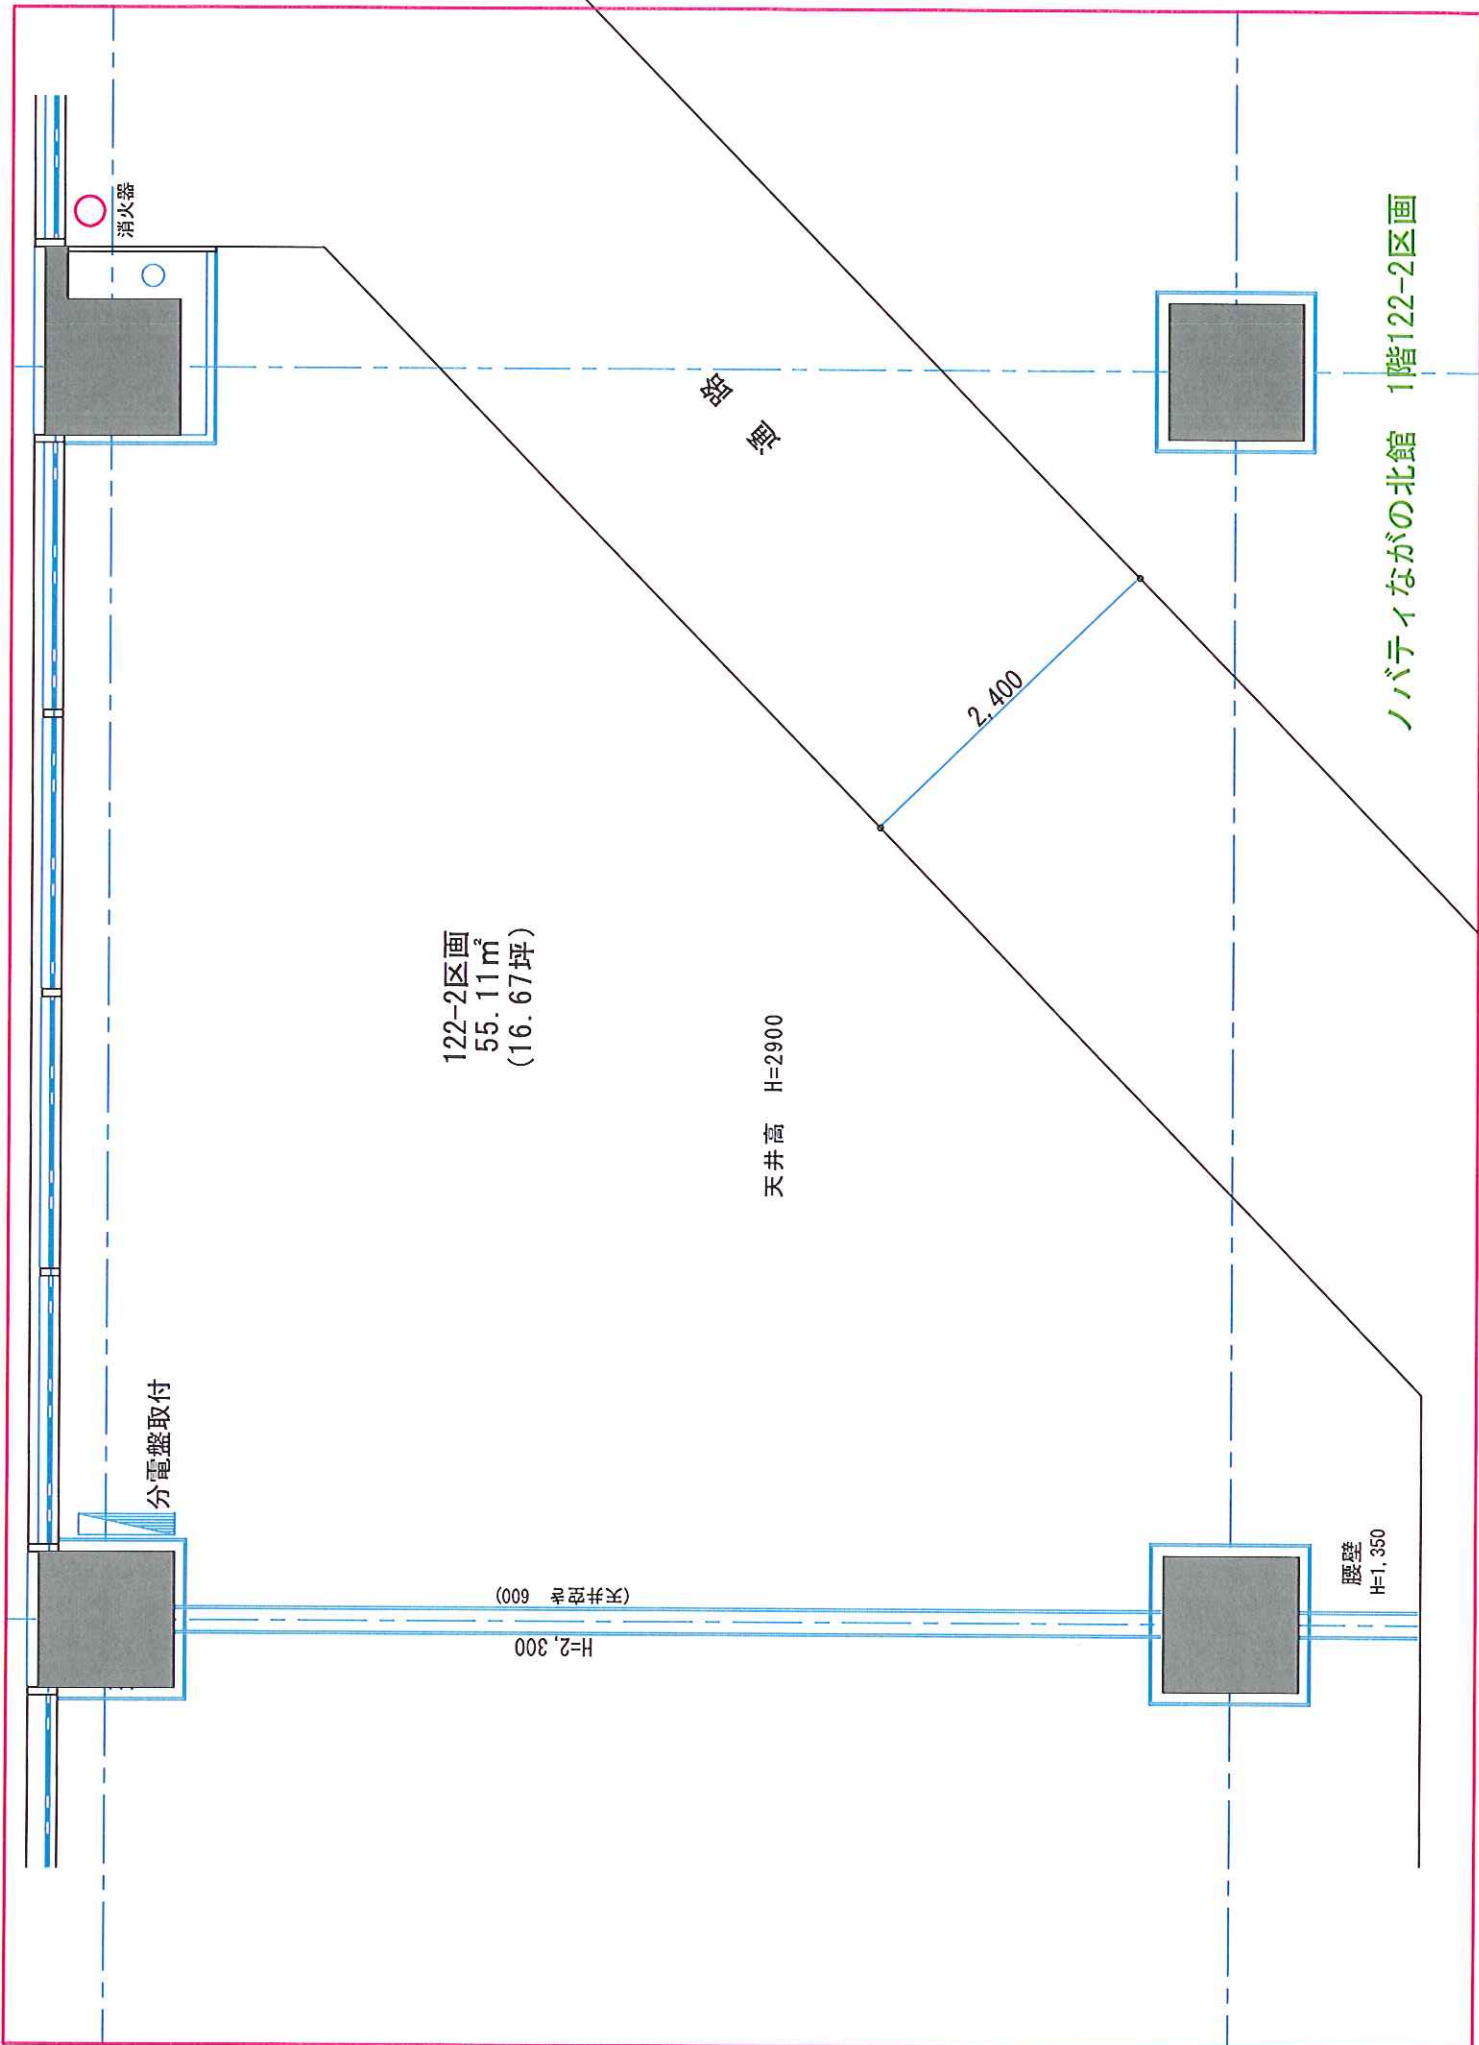 消火器
通路
2,400
122-2区画
55.11㎡
(16.67坪)
天井高 H=2900
分電盤取付
(天井空き 600)
H=2,300
腰壁
H=1,350
ノバティながの北館 1階122-2区画